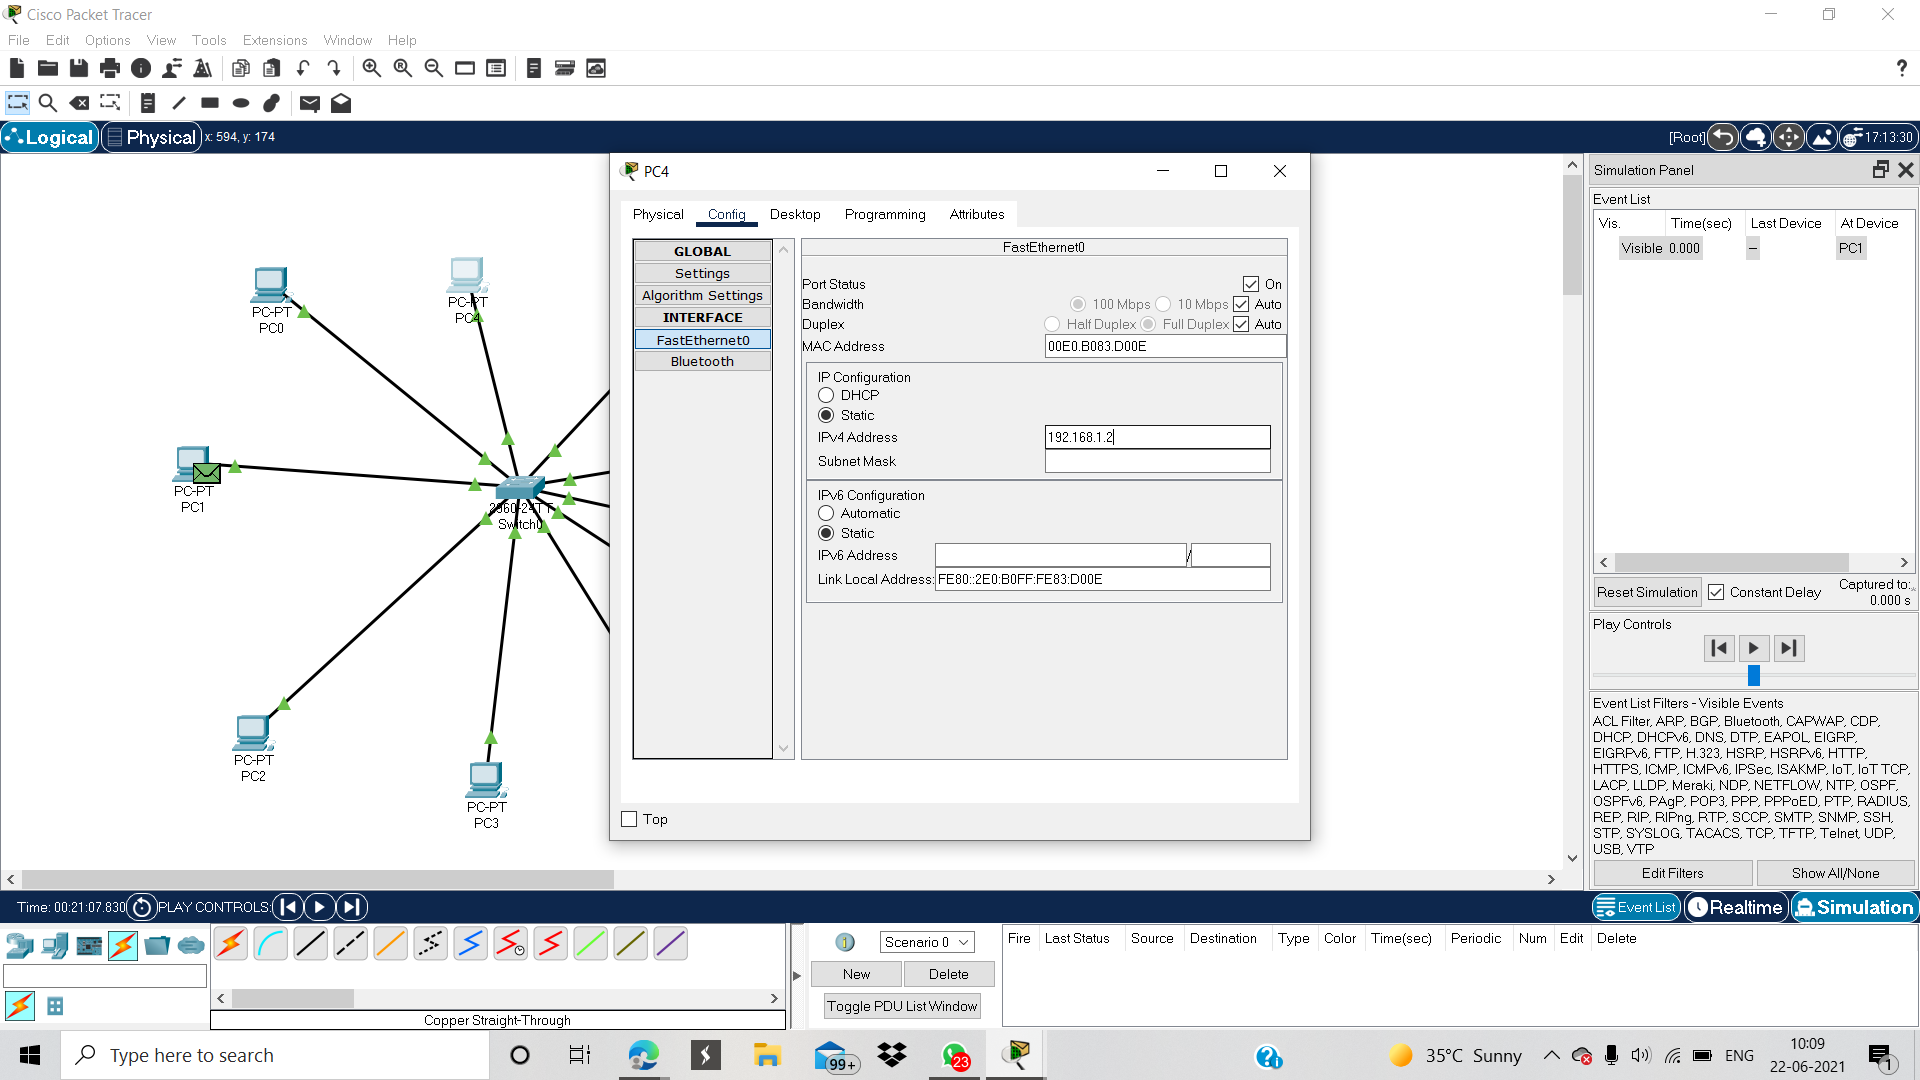 Cisco Packet Tracer
File Edit Options View Tools Extensions Window Help
Logical Physical x: 594, y: 174 [Root] 17:13:30
PC4
Physical Config Desktop Programming Attributes
GLOBAL
Settings
Algorithm Settings
INTERFACE
FastEthernet0
Bluetooth
FastEthernet0
Port Status On
Bandwidth 100 Mbps 10 Mbps Auto
Duplex Half Duplex Full Duplex Auto
MAC Address 00E0.B083.D00E
IP Configuration
DHCP
Static
IPv4 Address 192.168.1.2
Subnet Mask
IPv6 Configuration
Automatic
Static
IPv6 Address /
Link Local Address: FE80::2E0:B0FF:FE83:D00E
Top
PC-PT
PC0
PC-PT
PC4
PC-PT
PC1
2960-24TT
Switch0
PC-PT
PC2
PC-PT
PC3
Simulation Panel
Event List
Vis. Time(sec) Last Device At Device
Visible 0.000 -- PC1
Reset Simulation Constant Delay Captured to:
0.000 s
Play Controls
Event List Filters - Visible Events
ACL Filter, ARP, BGP, Bluetooth, CAPWAP, CDP,
DHCP, DHCPv6, DNS, DTP, EAPOL, EIGRP,
EIGRPv6, FTP, H.323, HSRP, HSRPv6, HTTP,
HTTPS, ICMP, ICMPv6, IPSec, ISAKMP, IoT, IoT TCP,
LACP, LLDP, Meraki, NDP, NETFLOW, NTP, OSPF,
OSPFv6, PAgP, POP3, PPP, PPPoED, PTP, RADIUS,
REP, RIP, RIPng, RTP, SCCP, SMTP, SNMP, SSH,
STP, SYSLOG, TACACS, TCP, TFTP, Telnet, UDP,
USB, VTP
Edit Filters Show All/None
Time: 00:21:07.830 PLAY CONTROLS: Event List Realtime Simulation
Scenario 0
New Delete
Toggle PDU List Window
Fire Last Status Source Destination Type Color Time(sec) Periodic Num Edit Delete
Copper Straight-Through
Type here to search
99+
23
35°C Sunny
ENG
10:09
22-06-2021
1